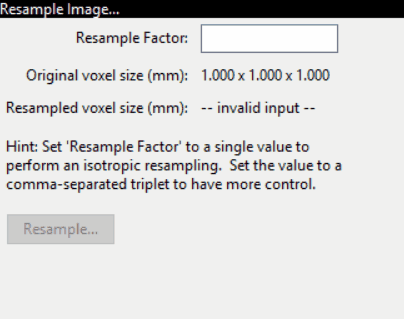 Resample Image...
Resample Factor:
Original voxel size (mm): 1.000 x 1.000 x 1.000
Resampled voxel size (mm): -- invalid input --
Hint: Set 'Resample Factor' to a single value to
perform an isotropic resampling.  Set the value to a
comma-separated triplet to have more control.
Resample...